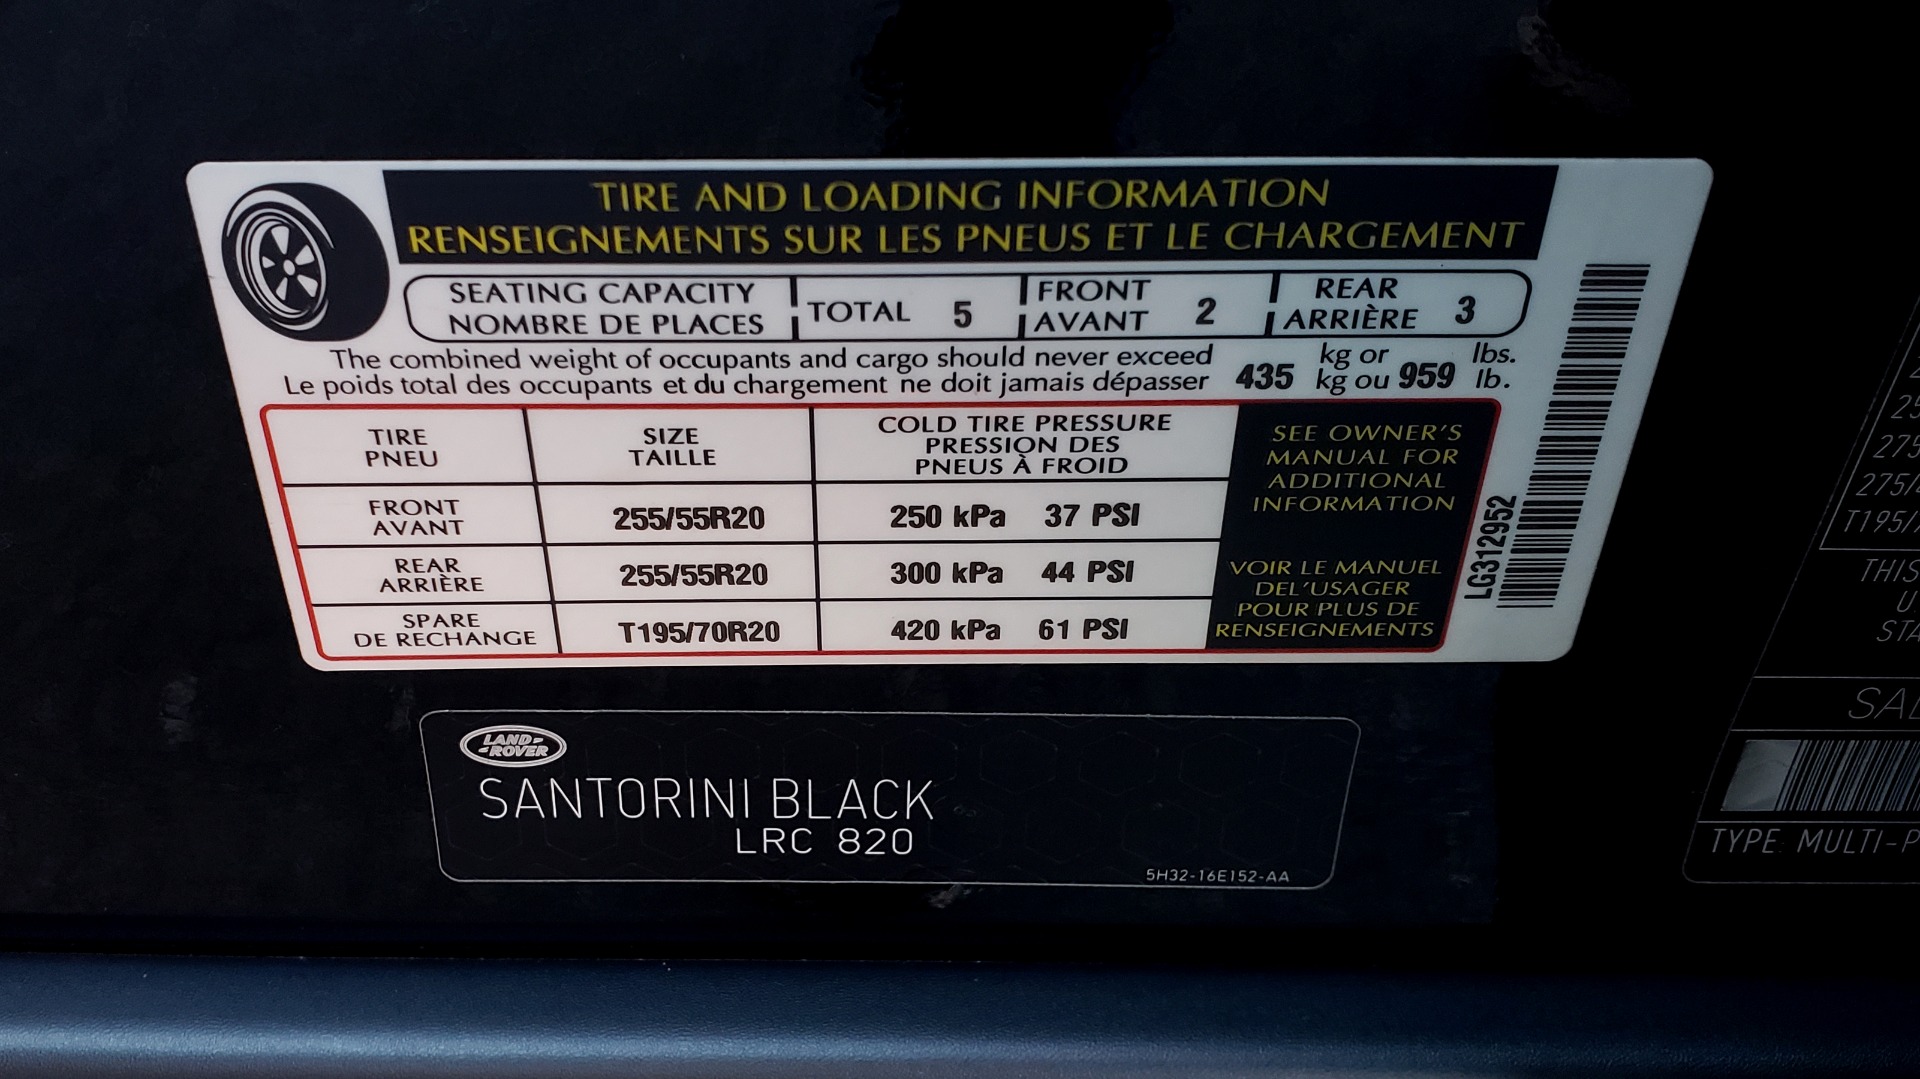 TIRE AND LOADING INFORMATION
RENSEIGNEMENTS SUR LES PNEUS ET LE CHARGEMENT
SEATING CAPACITY
NOMBRE DE PLACES
TOTAL 5
FRONT
AVANT 2
REAR
ARRIÈRE 3
The combined weight of occupants and cargo should never exceed 435 kg or 959 lbs.
Le poids total des occupants et du chargement ne doit jamais dépasser kg ou lb.
TIRE
PNEU
SIZE
TAILLE
COLD TIRE PRESSURE
PRESSION DES
PNEUS À FROID
FRONT
AVANT
255/55R20
250 kPa 37 PSI
REAR
ARRIÈRE
255/55R20
300 kPa 44 PSI
SPARE
DE RECHANGE
T195/70R20
420 kPa 61 PSI
SEE OWNER'S
MANUAL FOR
ADDITIONAL
INFORMATION
VOIR LE MANUEL
DEL'USAGER
POUR PLUS DE
RENSEIGNEMENTS
LG312952
LAND-
-ROVER
SANTORINI BLACK
LRC 820
5H32-16E152-AA
275
275/
T195/
THIS
U
STA
TYPE: MULTI-P